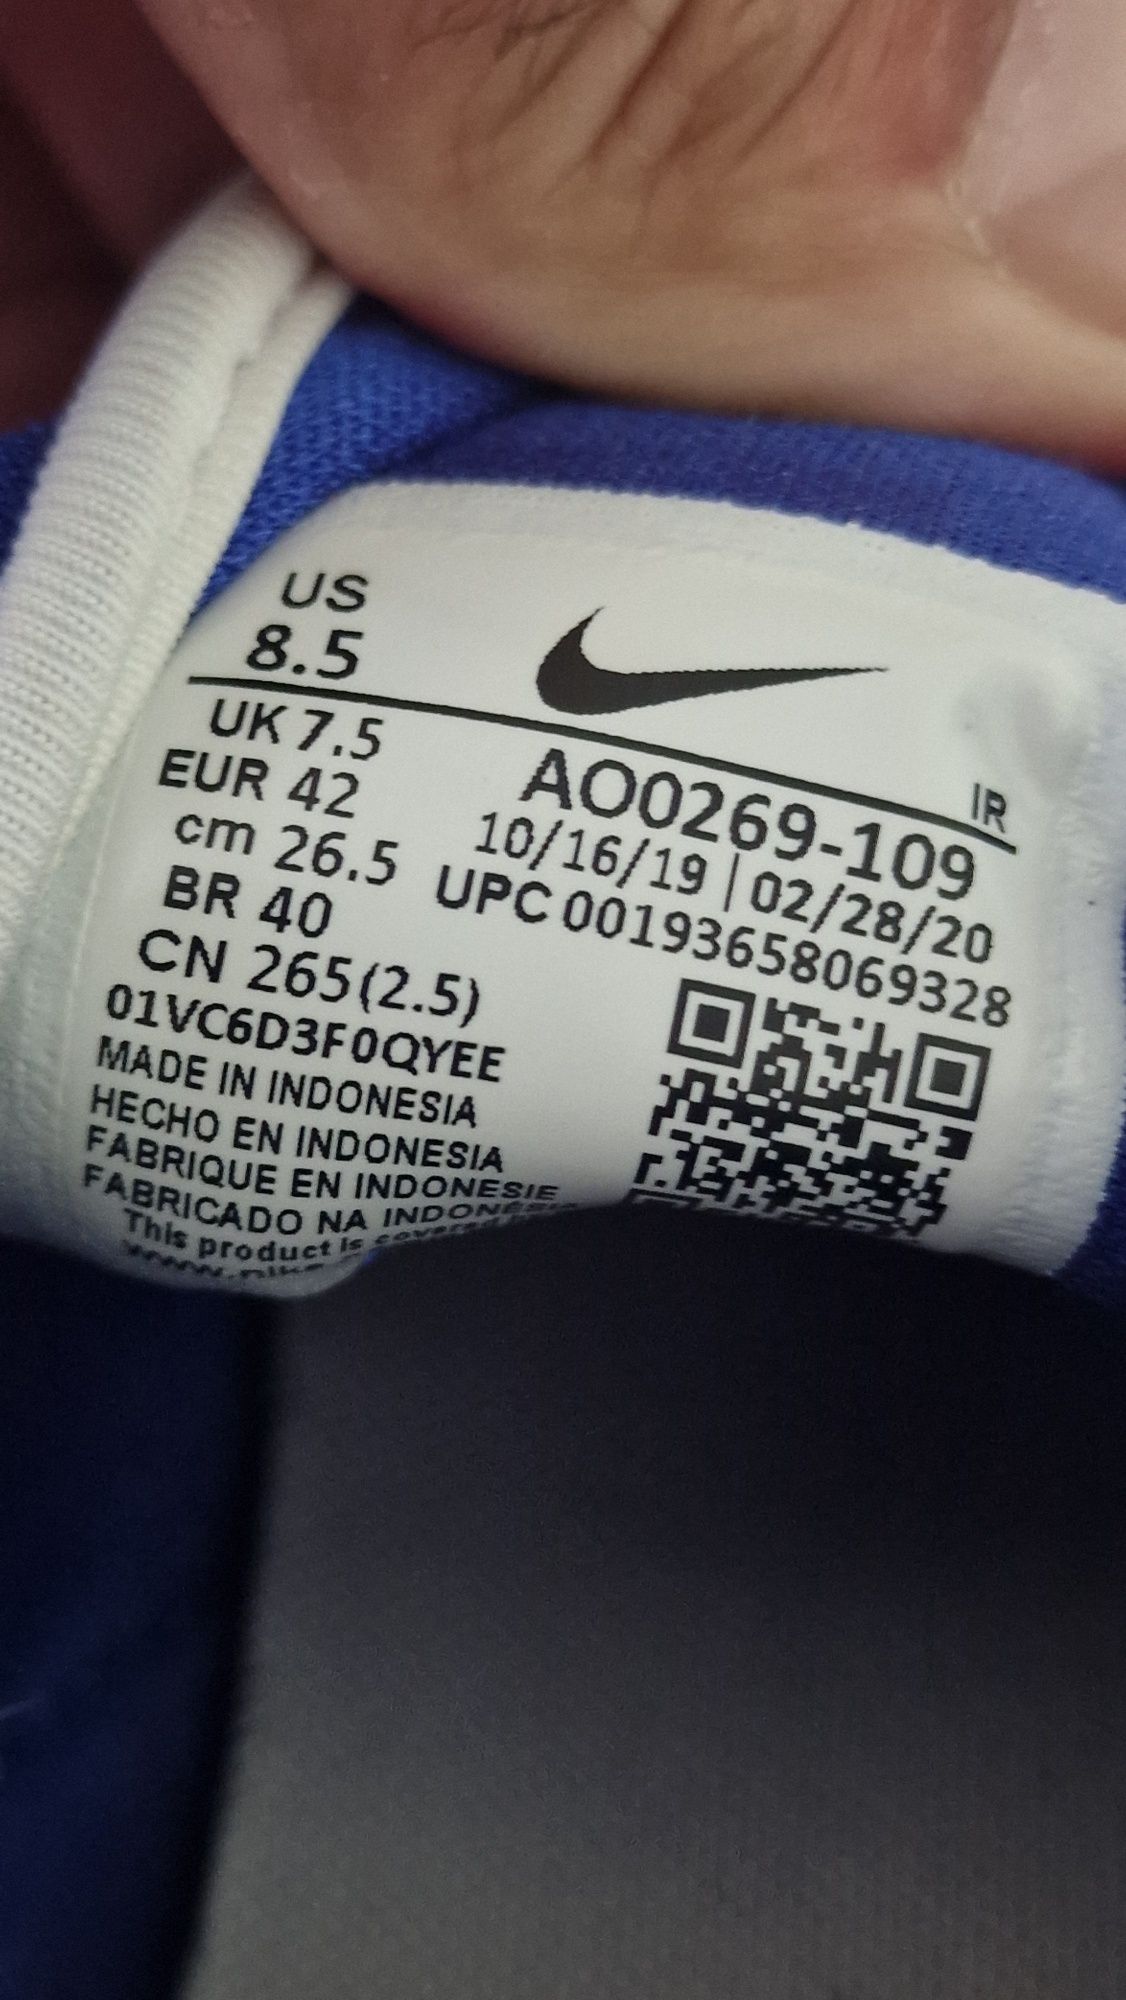 US
8.5
IR
UK 7.5
EUR 42
cm 26.5
BR 40
CN 265(2.5)
AO0269-109
10/16/19 | 02/28/20
UPC 00193658069328
01VC6D3F0QYEE
MADE IN INDONESIA
HECHO EN INDONESIA
FABRIQUE EN INDONESIE
FABRICADO NA INDONÉSIA
This product is covered